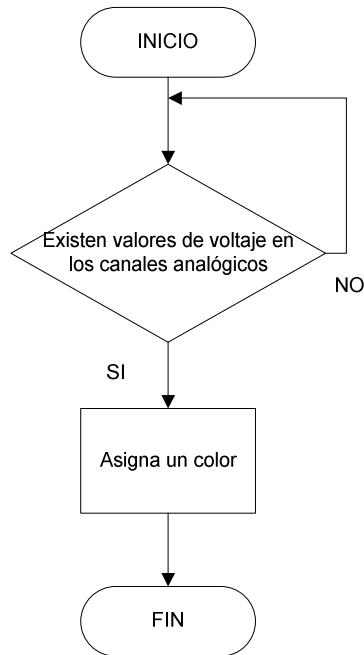 INICIO
Existen valores de voltaje en
los canales analógicos
NO
SI
Asigna un color
FIN